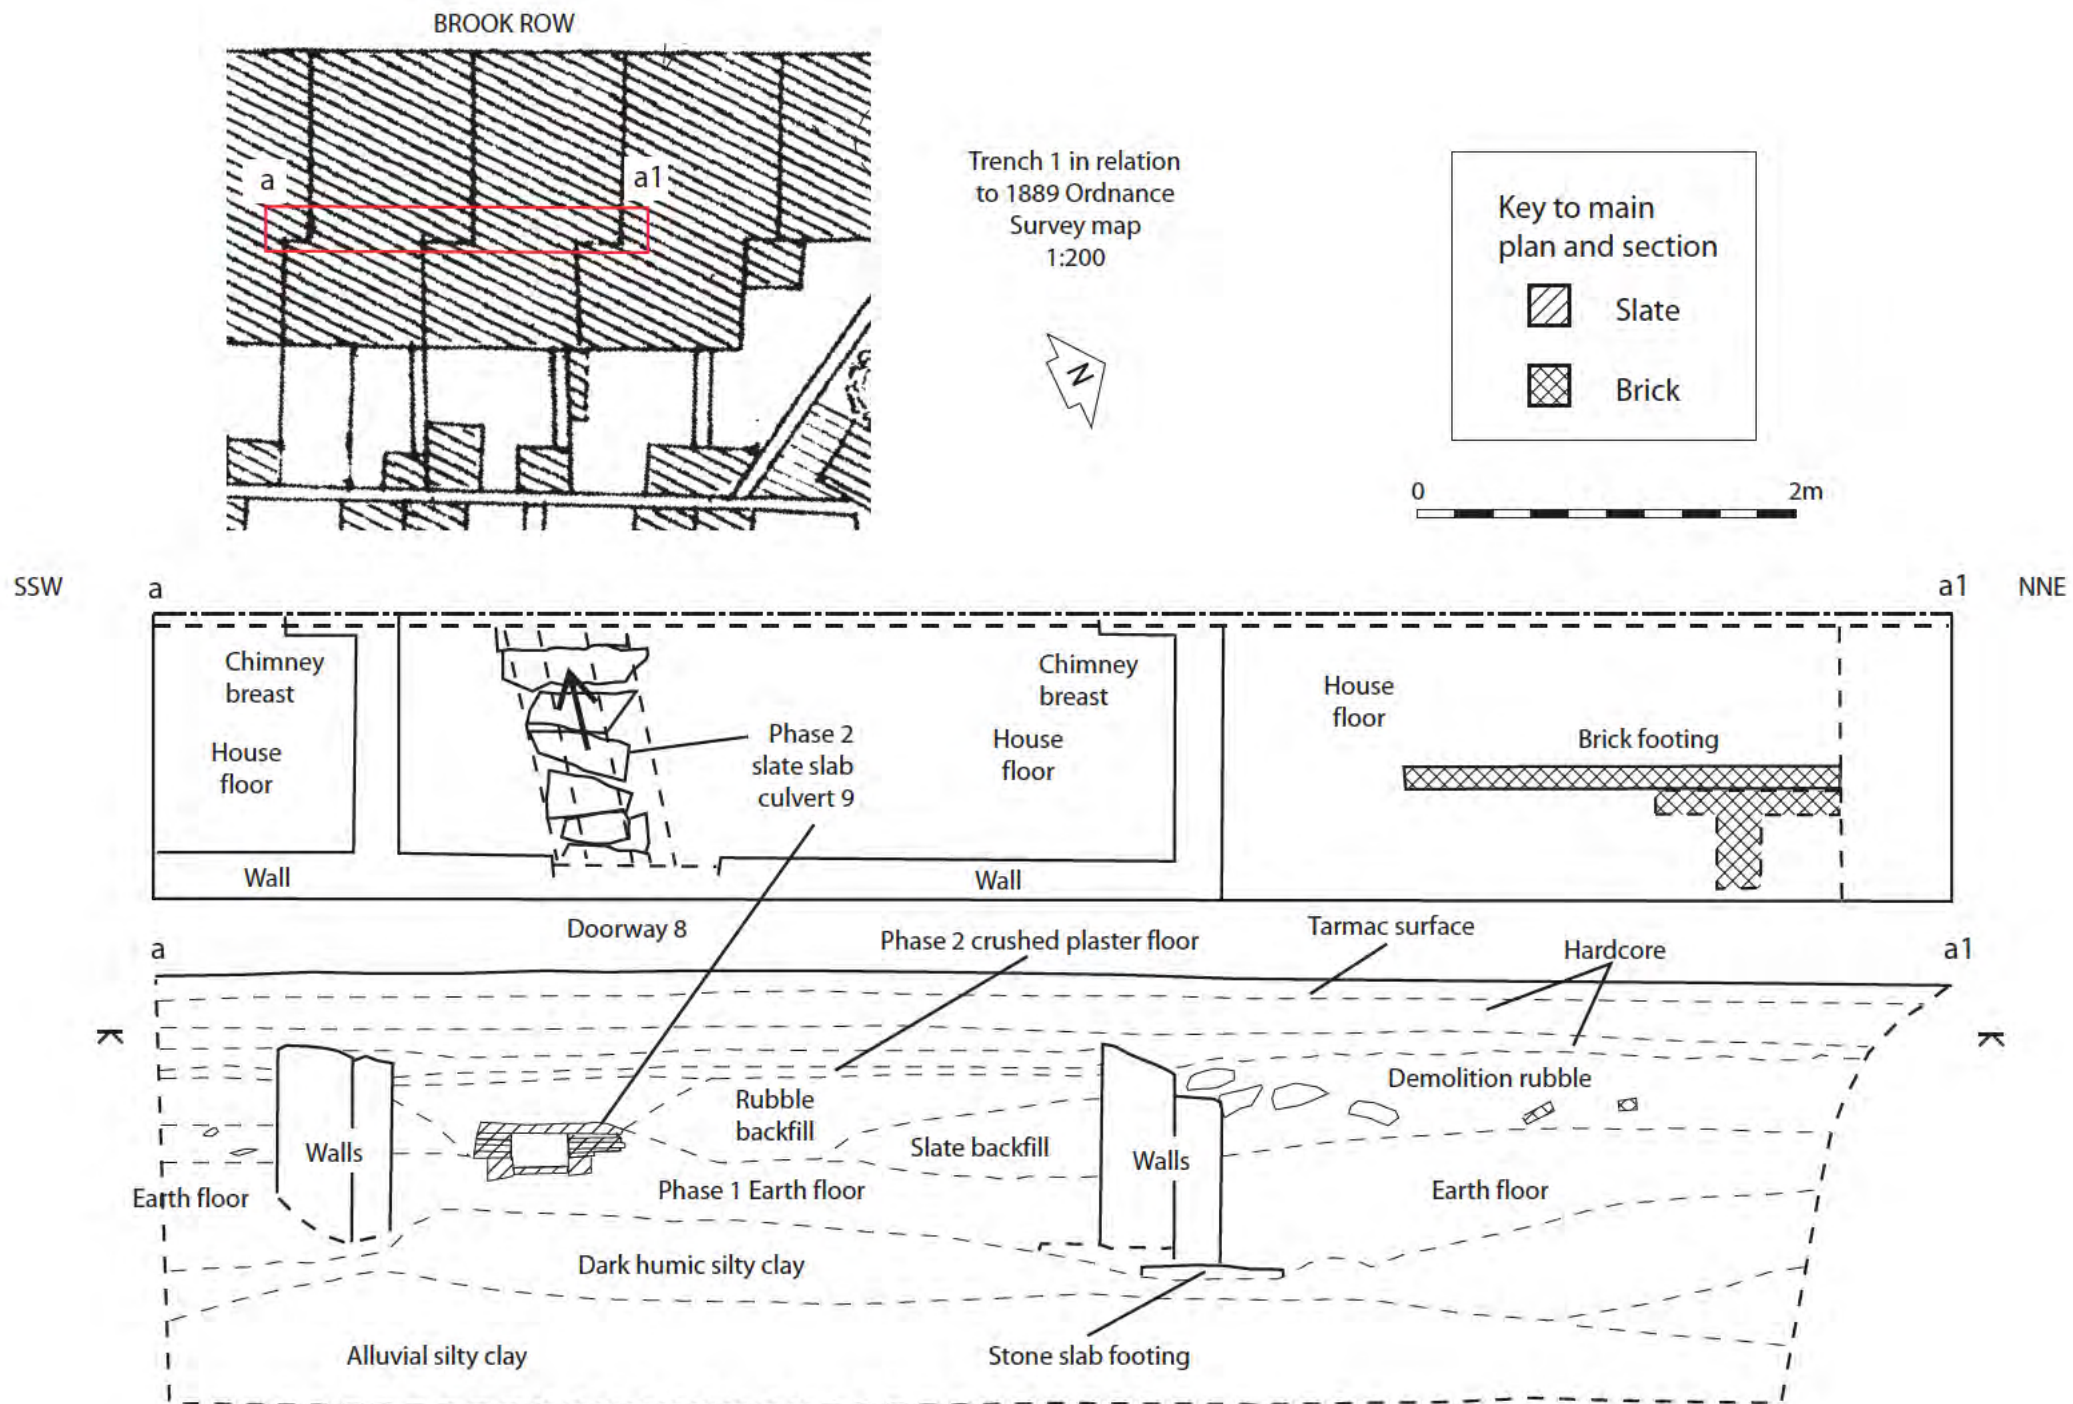 BROOK ROW
a
a1
Trench 1 in relation
to 1889 Ordnance
Survey map
1:200
N
Key to main
plan and section
Slate
Brick
0
2m
SSW
a
a1
NNE
Chimney
breast
House
floor
Wall
Phase 2
slate slab
culvert 9
Chimney
breast
House
floor
Wall
House
floor
Brick footing
Doorway 8
a
Phase 2 crushed plaster floor
Tarmac surface
Hardcore
a1
Demolition rubble
Rubble
backfill
Walls
Slate backfill
Walls
Earth floor
Phase 1 Earth floor
Earth floor
Dark humic silty clay
Alluvial silty clay
Stone slab footing